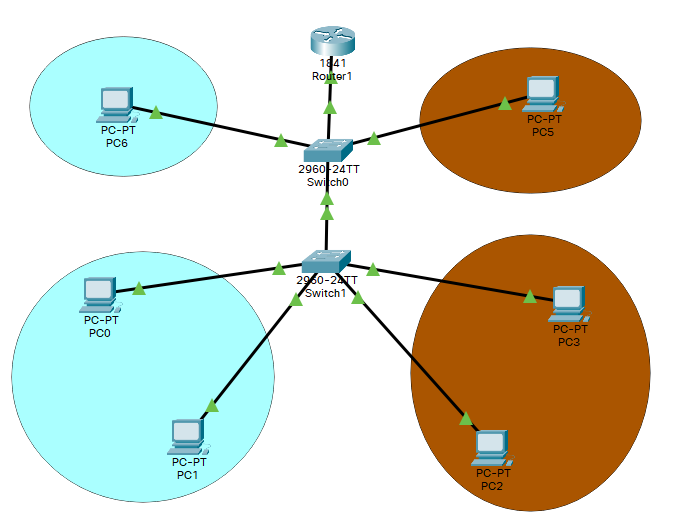 1841
Router1
PC-PT
PC6
PC-PT
PC5
2960-24TT
Switch0
2960-24TT
Switch1
PC-PT
PC0
PC-PT
PC3
PC-PT
PC1
PC-PT
PC2